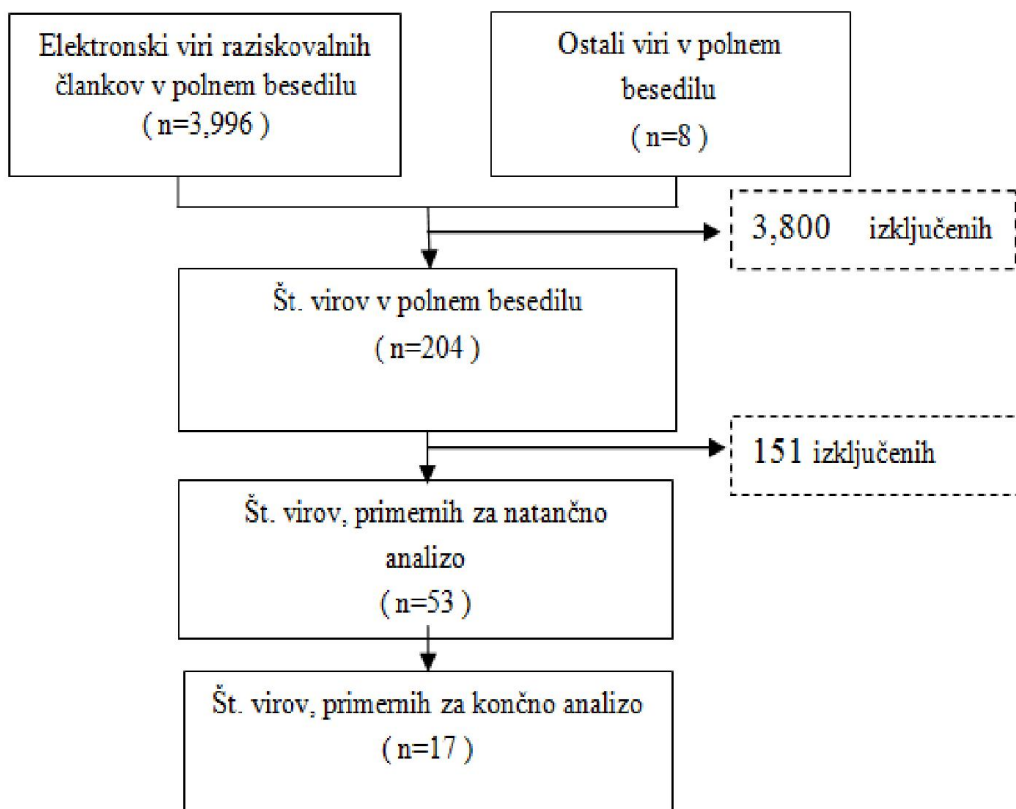 Elektronski viri raziskovalnih
člankov v polnem besedilu
( n=3,996 )
Ostali viri v polnem
besedilu
( n=8 )
3,800 izključenih
Št. virov v polnem besedilu
( n=204 )
151 izključenih
Št. virov, primernih za natančno
analizo
( n=53 )
Št. virov, primernih za končno analizo
( n=17 )